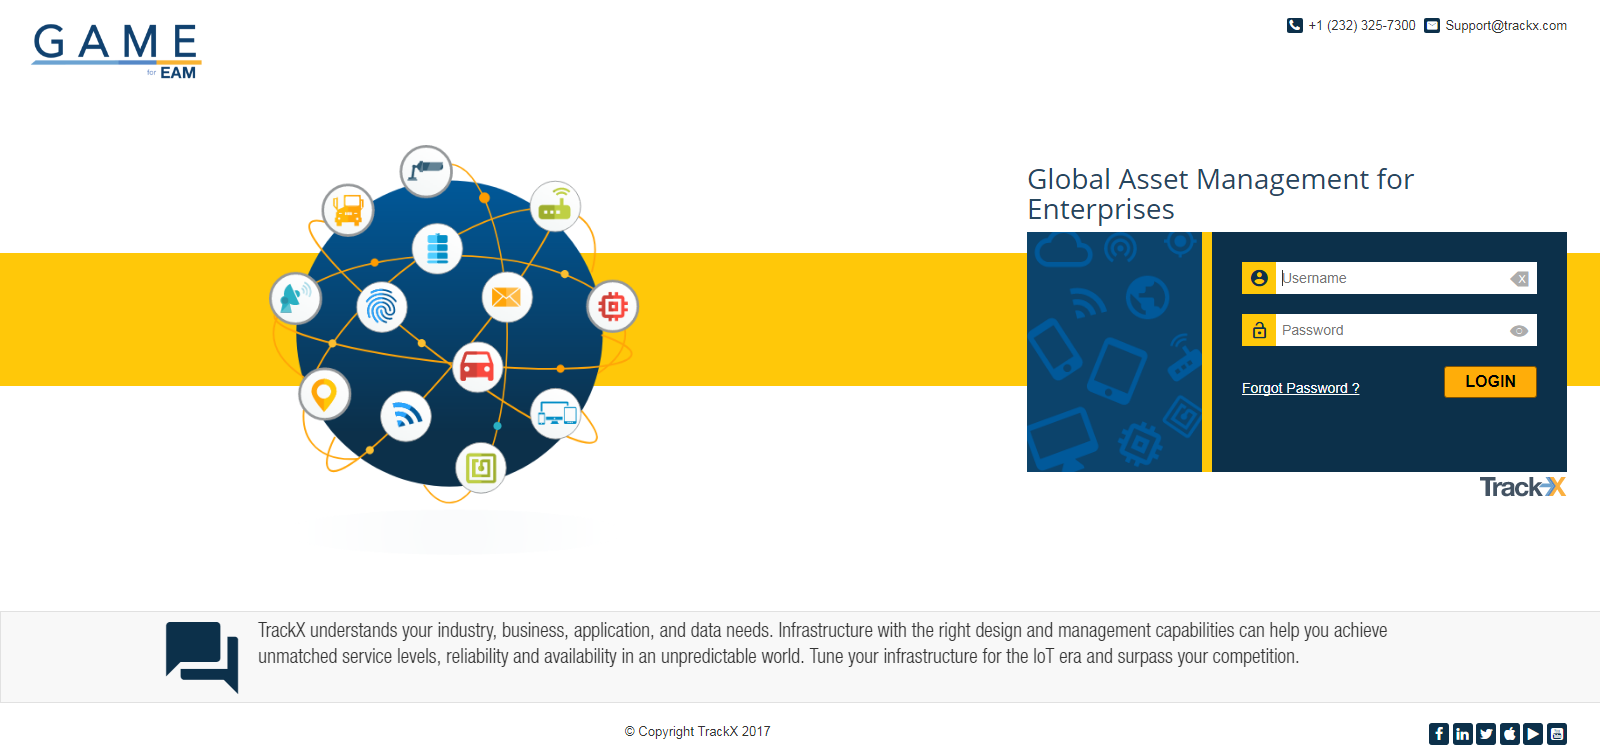 GAME
for EAM
+1 (232) 325-7300 Support@trackx.com
Global Asset Management for
Enterprises
Username
Password
Forgot Password ?
LOGIN
TrackX
TrackX understands your industry, business, application, and data needs. Infrastructure with the right design and management capabilities can help you achieve
unmatched service levels, reliability and availability in an unpredictable world. Tune your infrastructure for the IoT era and surpass your competition.
© Copyright TrackX 2017